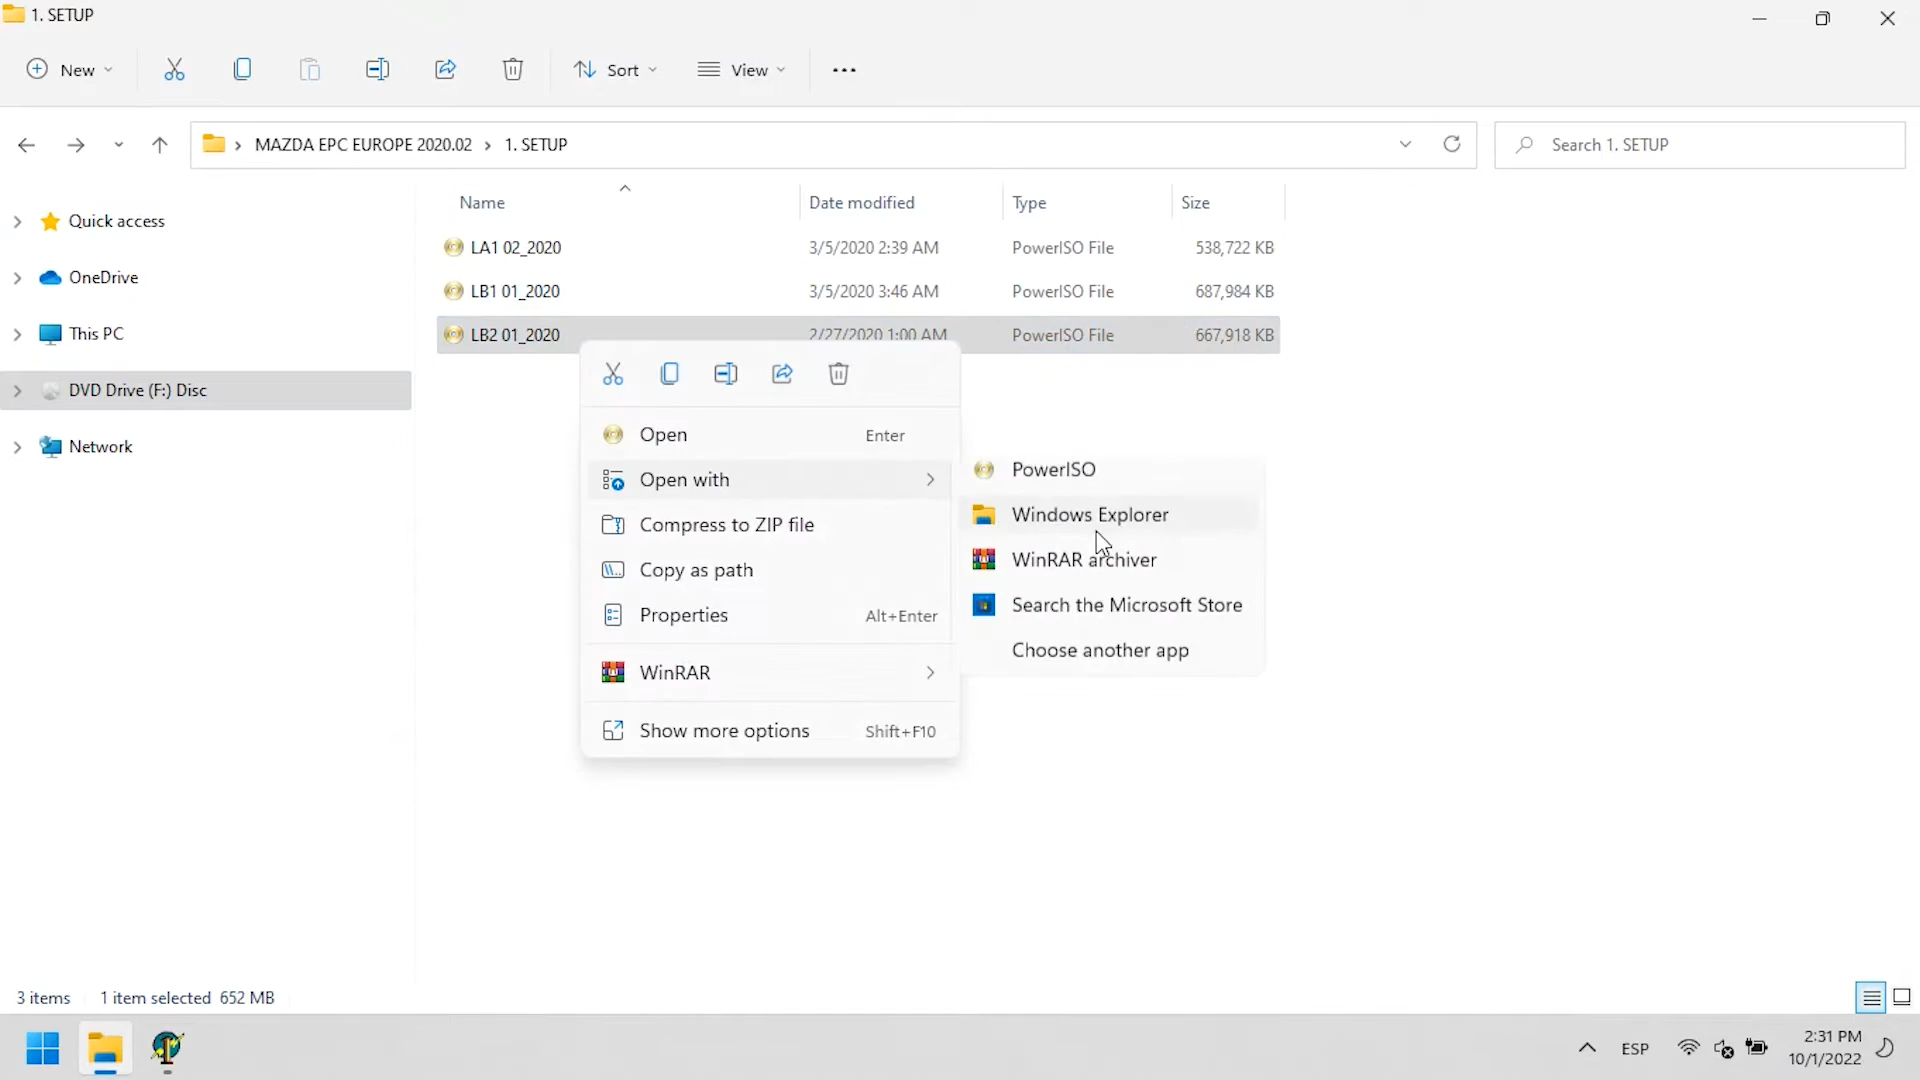 1. SETUP
New
Sort
View
MAZDA EPC EUROPE 2020.02 > 1. SETUP
Search 1. SETUP
Quick access
OneDrive
This PC
DVD Drive (F:) Disc
Network
Name Date modified Type Size
LA1 02_2020 3/5/2020 2:39 AM PowerISO File 538,722 KB
LB1 01_2020 3/5/2020 3:46 AM PowerISO File 687,984 KB
LB2 01_2020 2/27/2020 1:00 AM PowerISO File 667,918 KB
Open Enter
Open with
Compress to ZIP file
Copy as path
Properties Alt+Enter
WinRAR
Show more options Shift+F10
PowerISO
Windows Explorer
WinRAR archiver
Search the Microsoft Store
Choose another app
3 items 1 item selected 652 MB
ESP
2:31 PM
10/1/2022